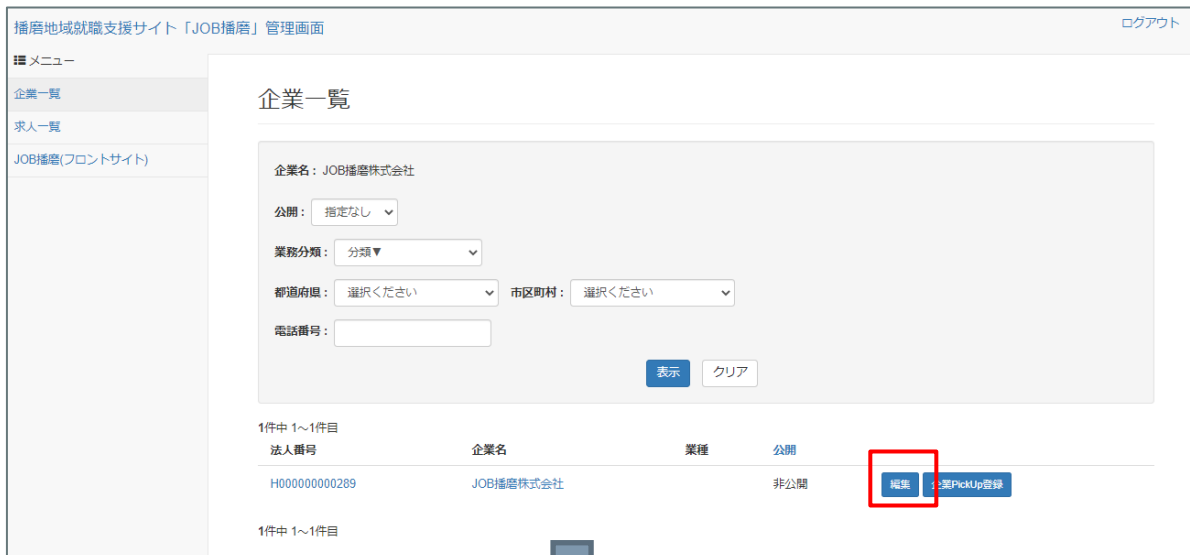 播磨地域就職支援サイト「JOB播磨」管理画面 ログアウト
メニュー
企業一覧
求人一覧
JOB播磨(フロントサイト)
企業一覧
企業名： JOB播磨株式会社
公開： 指定なし
業務分類： 分類▼
都道府県： 選択ください 市区町村： 選択ください
電話番号：
表示 クリア
1件中 1～1件目
法人番号 企業名 業種 公開
H000000000289 JOB播磨株式会社 非公開 編集 企業PickUp登録
1件中 1～1件目